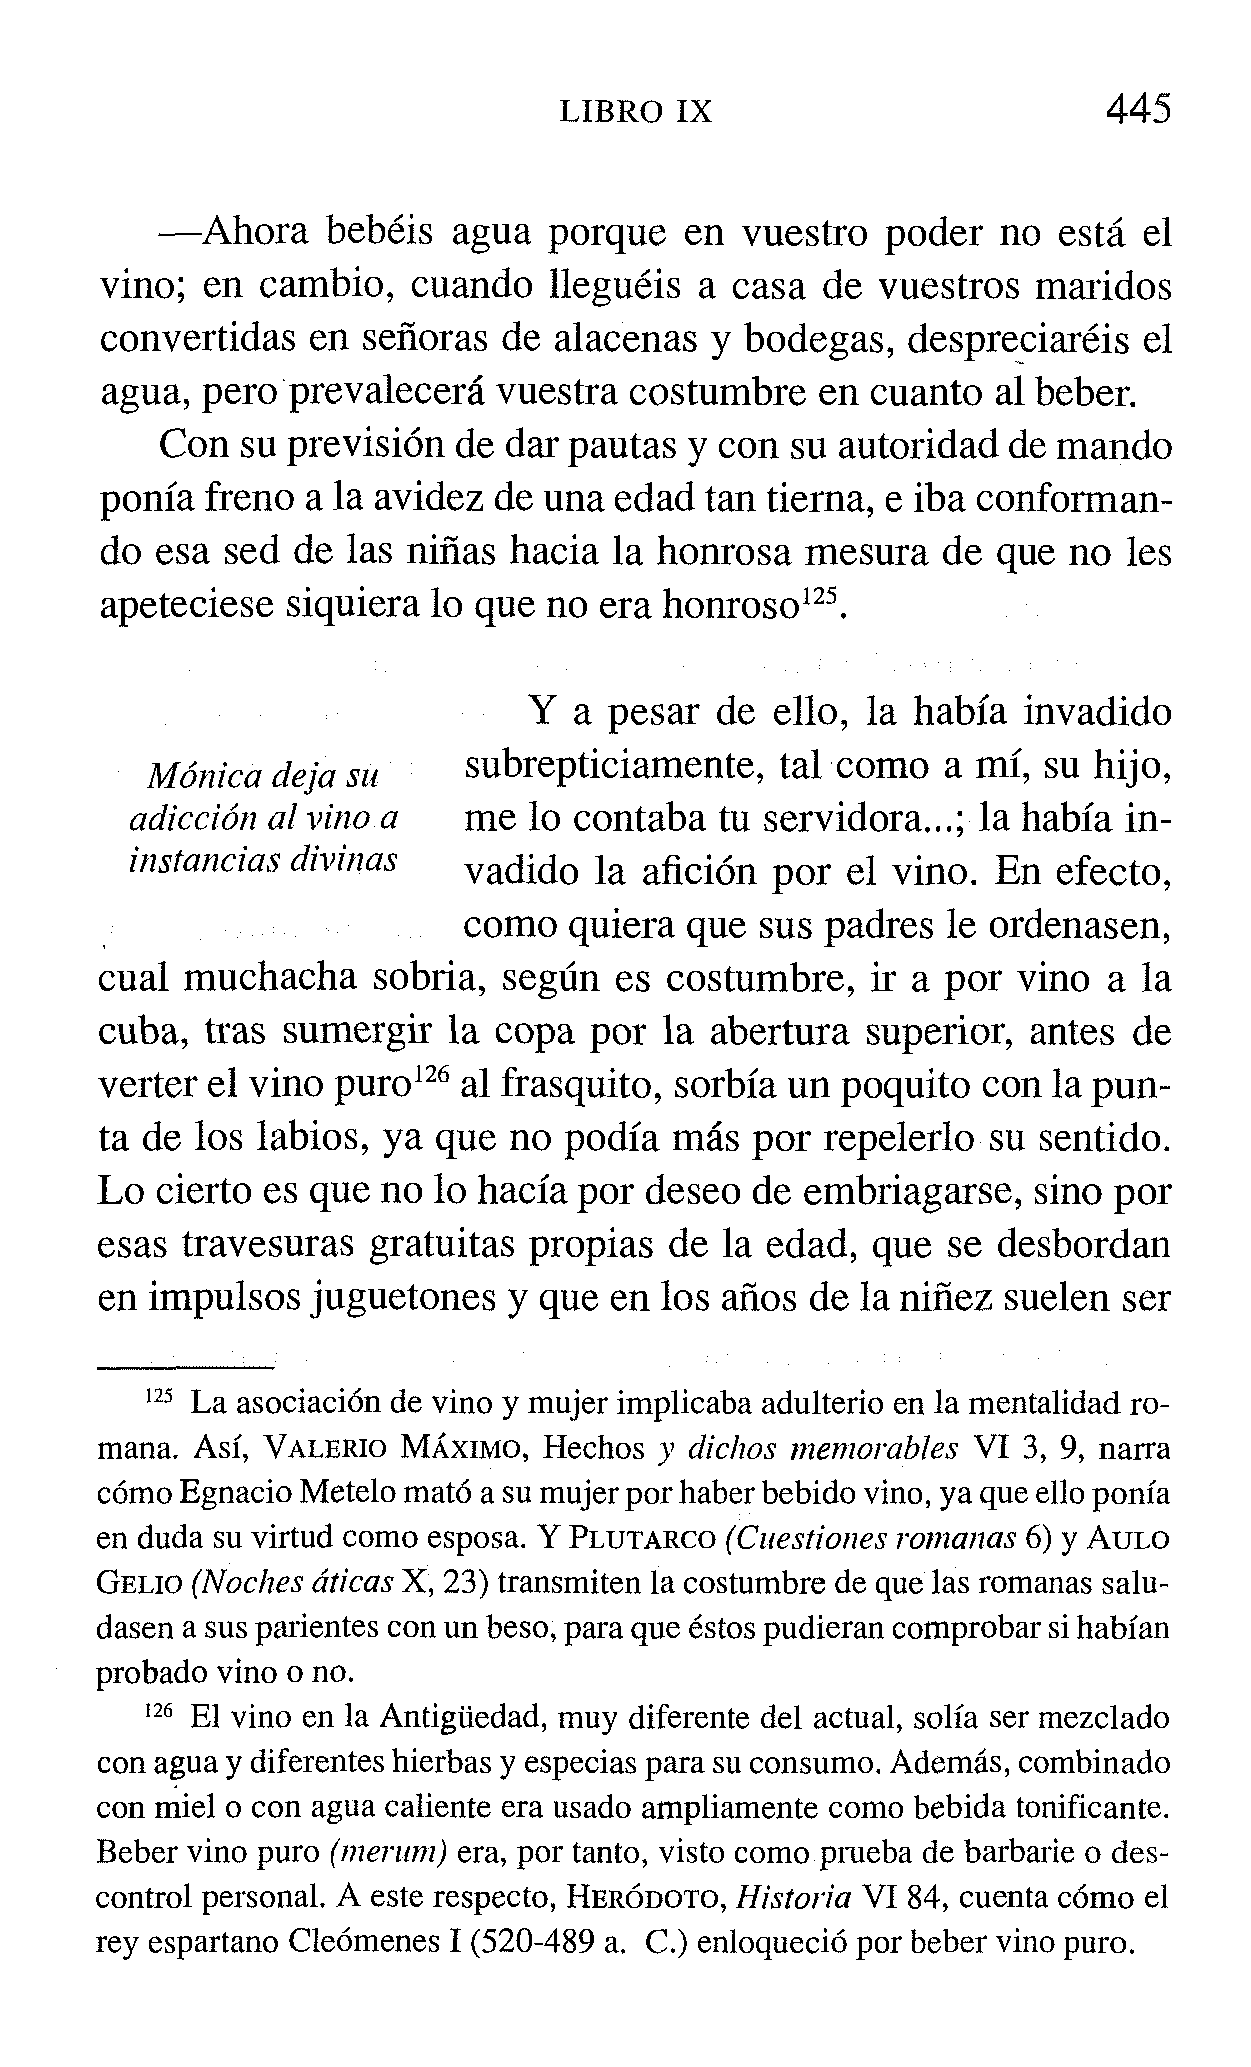 LIBRO IX 445
—Ahora bebéis agua porque en vuestro poder no está el
vino; en cambio, cuando lleguéis a casa de vuestros maridos
convertidas en señoras de alacenas y bodegas, despreciaréis el
agua, pero prevalecerá vuestra costumbre en cuanto al beber.
Con su previsión de dar pautas y con su autoridad de mando
ponía freno a la avidez de una edad tan tierna, e iba conforman-
do esa sed de las niñas hacia la honrosa mesura de que no les
apeteciese siquiera lo que no era honroso¹²⁵.
Mónica deja su
adicción al vino a
instancias divinas
Y a pesar de ello, la había invadido
subrepticiamente, tal como a mí, su hijo,
me lo contaba tu servidora...; la había in-
vadido la afición por el vino. En efecto,
como quiera que sus padres le ordenasen,
cual muchacha sobria, según es costumbre, ir a por vino a la
cuba, tras sumergir la copa por la abertura superior, antes de
verter el vino puro¹²⁶ al frasquito, sorbía un poquito con la pun-
ta de los labios, ya que no podía más por repelerlo su sentido.
Lo cierto es que no lo hacía por deseo de embriagarse, sino por
esas travesuras gratuitas propias de la edad, que se desbordan
en impulsos juguetones y que en los años de la niñez suelen ser
¹²⁵ La asociación de vino y mujer implicaba adulterio en la mentalidad ro-
mana. Así, VALERIO MÁXIMO, Hechos y dichos memorables VI 3, 9, narra
cómo Egnacio Metelo mató a su mujer por haber bebido vino, ya que ello ponía
en duda su virtud como esposa. Y PLUTARCO (Cuestiones romanas 6) y AULO
GELIO (Noches áticas X, 23) transmiten la costumbre de que las romanas salu-
dasen a sus parientes con un beso, para que éstos pudieran comprobar si habían
probado vino o no.
¹²⁶ El vino en la Antigüedad, muy diferente del actual, solía ser mezclado
con agua y diferentes hierbas y especias para su consumo. Además, combinado
con miel o con agua caliente era usado ampliamente como bebida tonificante.
Beber vino puro (merum) era, por tanto, visto como prueba de barbarie o des-
control personal. A este respecto, HERÓDOTO, Historia VI 84, cuenta cómo el
rey espartano Cleómenes I (520-489 a. C.) enloqueció por beber vino puro.